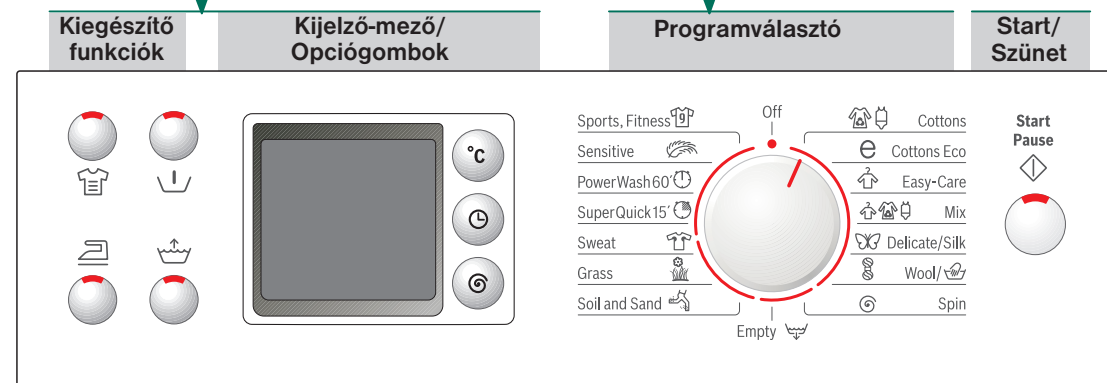 Kiegészítő
funkciók
Kijelző-mező/
Opciógombok
Programválasztó
Start/
Szünet
°c
Sports, Fitness 9
Sensitive
PowerWash 60´
SuperQuick 15´
Sweat
Grass
Soil and Sand
Off
Empty
Cottons
e Cottons Eco
Easy-Care
Mix
Delicate/Silk
Wool/
Spin
Start
Pause